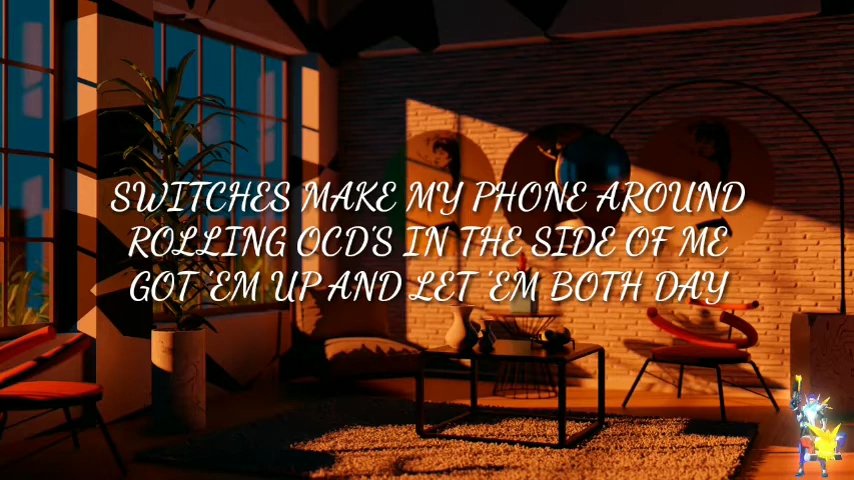 SWITCHES MAKE MY PHONE AROUND
ROLLING OCD'S IN THE SIDE OF ME
GOT 'EM UP AND LET 'EM BOTH DAY